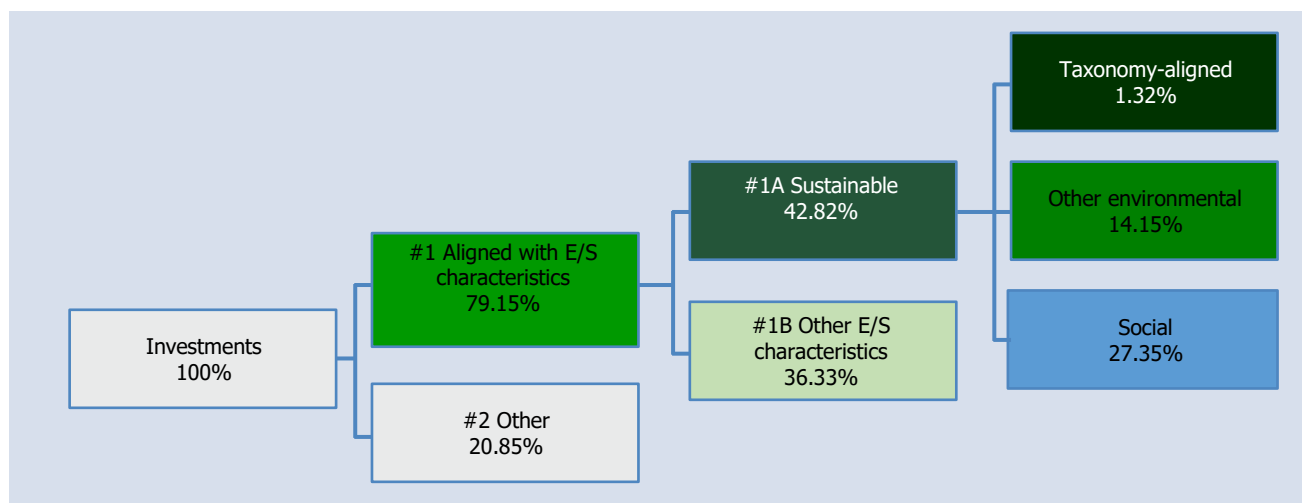 Investments
100%
#1 Aligned with E/S
characteristics
79.15%
#2 Other
20.85%
#1A Sustainable
42.82%
#1B Other E/S
characteristics
36.33%
Taxonomy-aligned
1.32%
Other environmental
14.15%
Social
27.35%